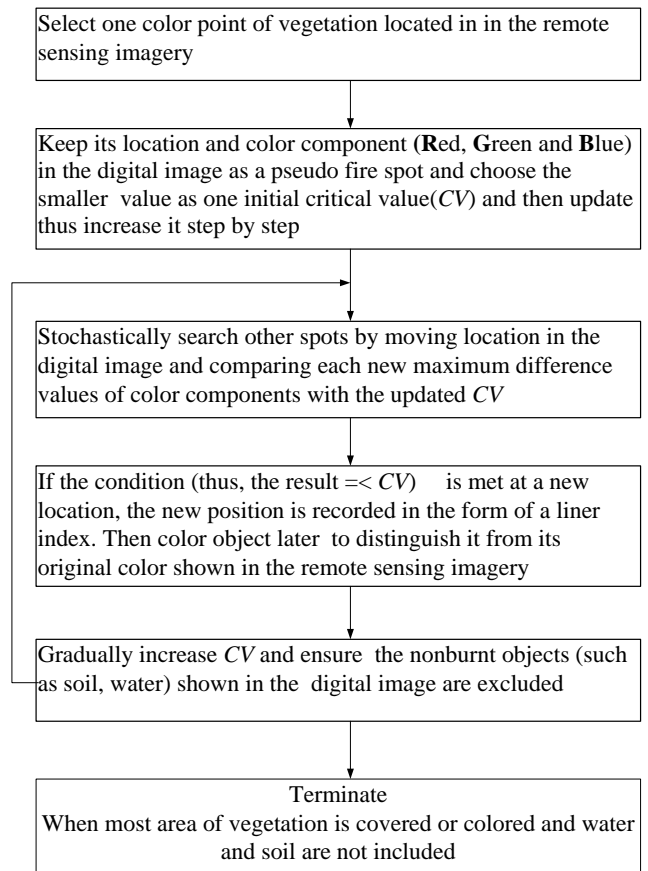 Select one color point of vegetation located in in the remote
sensing imagery
Keep its location and color component (Red, Green and Blue)
in the digital image as a pseudo fire spot and choose the
smaller value as one initial critical value(CV) and then update
thus increase it step by step
Stochastically search other spots by moving location in the
digital image and comparing each new maximum difference
values of color components with the updated CV
If the condition (thus, the result =< CV) is met at a new
location, the new position is recorded in the form of a liner
index. Then color object later to distinguish it from its
original color shown in the remote sensing imagery
Gradually increase CV and ensure the nonburnt objects (such
as soil, water) shown in the digital image are excluded
Terminate
When most area of vegetation is covered or colored and water
and soil are not included